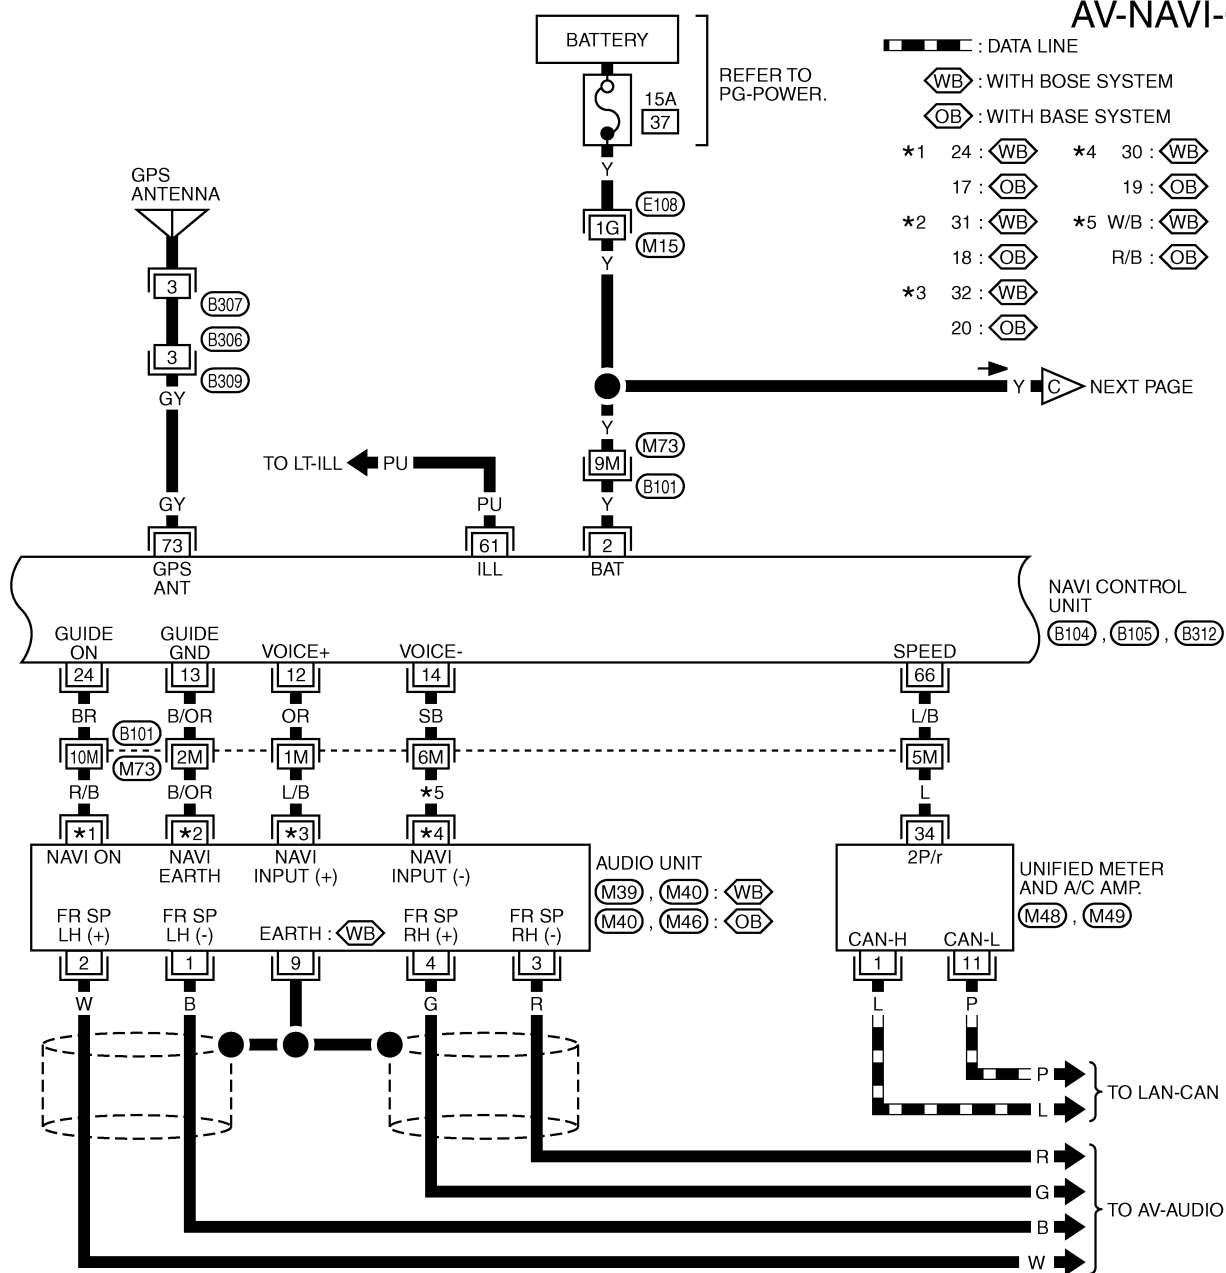 AV-NAVI-
BATTERY
REFER TO
PG-POWER.
15A
37
: DATA LINE
WB : WITH BOSE SYSTEM
OB : WITH BASE SYSTEM
*1 24 : WB *4 30 : WB
17 : OB 19 : OB
*2 31 : WB *5 W/B : WB
18 : OB R/B : OB
*3 32 : WB
20 : OB
GPS
ANTENNA
Y
E108
1G
M15
Y
3
B307
B306
3
B309
GY
Y C NEXT PAGE
Y
M73
9M
B101
Y
TO LT-ILL PU
GY
PU
73
61
2
GPS
ANT
ILL
BAT
NAVI CONTROL
UNIT
B104 , B105 , B312
GUIDE
ON
GUIDE
GND
VOICE+
VOICE-
SPEED
24 13 12 14 66
BR B/OR OR SB L/B
B101
10M 2M 1M 6M 5M
M73
R/B B/OR L/B *5 L
*1 *2 *3 *4 34
NAVI ON
NAVI
EARTH
NAVI
INPUT (+)
NAVI
INPUT (-)
2P/r
AUDIO UNIT
M39 , M40 : WB
M40 , M46 : OB
UNIFIED METER
AND A/C AMP.
M48 , M49
FR SP
LH (+)
FR SP
LH (-)
EARTH : WB
FR SP
RH (+)
FR SP
RH (-)
CAN-H
CAN-L
2 1 9 4 3 1 11
W B G R L P
P
L
TO LAN-CAN
R
G
B
W
TO AV-AUDIO